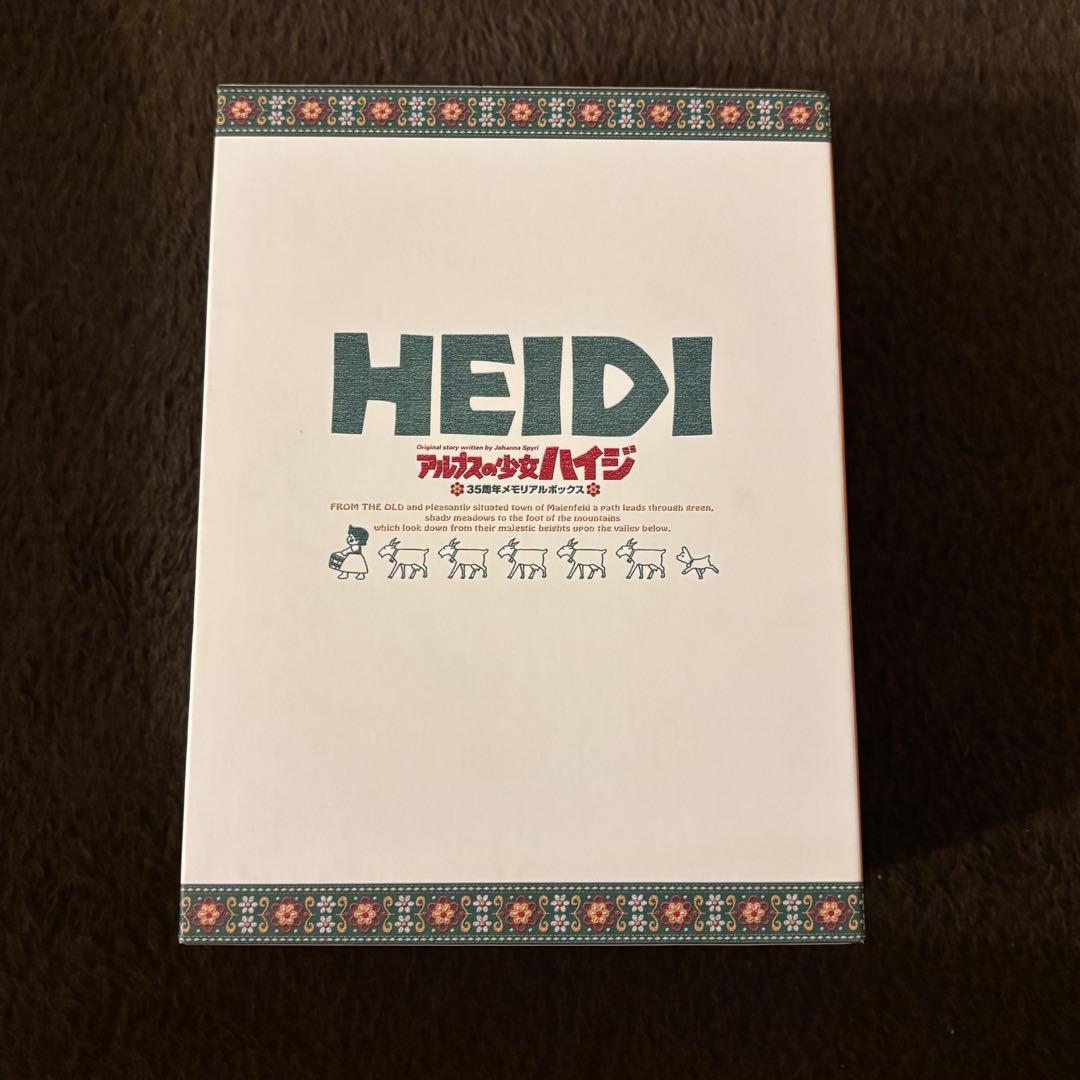 HEIDI
Original story written by Johanna Spyri
アルプスの少女ハイジ
35周年メモリアルボックス
FROM THE OLD and pleasantly situated town of Maienfeld a path leads through green,
shady meadows to the foot of the mountains
which look down from their majestic heights upon the valley below.